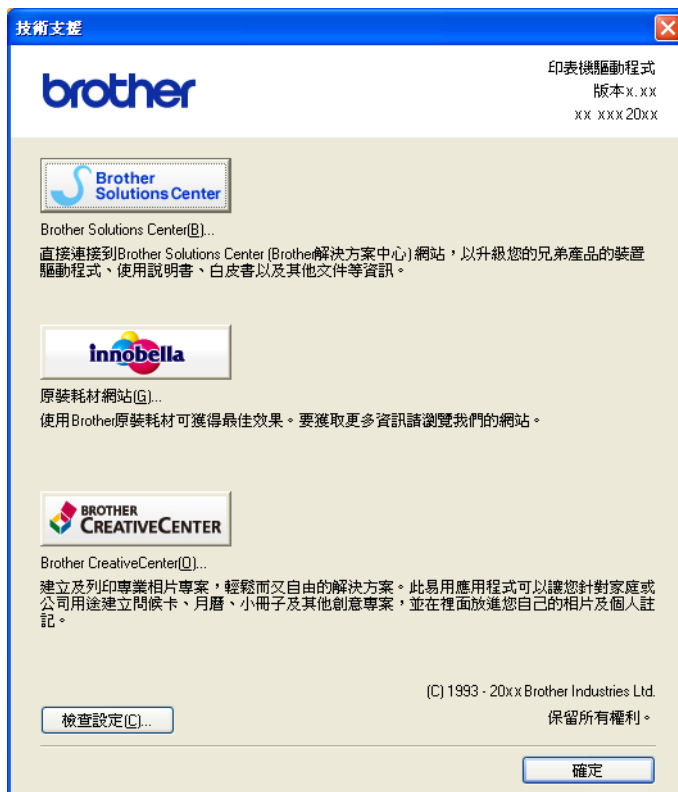 技術支援
brother
印表機驅動程式
版本x.xx
xx xxx 20xx
Brother
Solutions Center
Brother Solutions Center(B)...
直接連接到Brother Solutions Center (Brother解決方案中心) 網站，以升級您的兄弟產品的裝置
驅動程式、使用說明書、白皮書以及其他文件等資訊。
innobella
原裝耗材網站(G)...
使用Brother原裝耗材可獲得最佳效果。要獲取更多資訊請瀏覽我們的網站。
BROTHER
CREATIVECENTER
Brother CreativeCenter(O)...
建立及列印專業相片專案，輕鬆而又自由的解決方案。此易用應用程式可以讓您針對家庭或
公司用途建立問候卡、月曆、小冊子及其他創意專案，並在裡面放進您自己的相片及個人註
記。
(C) 1993 - 20xx Brother Industries Ltd.
檢查設定(C)...
保留所有權利。
確定